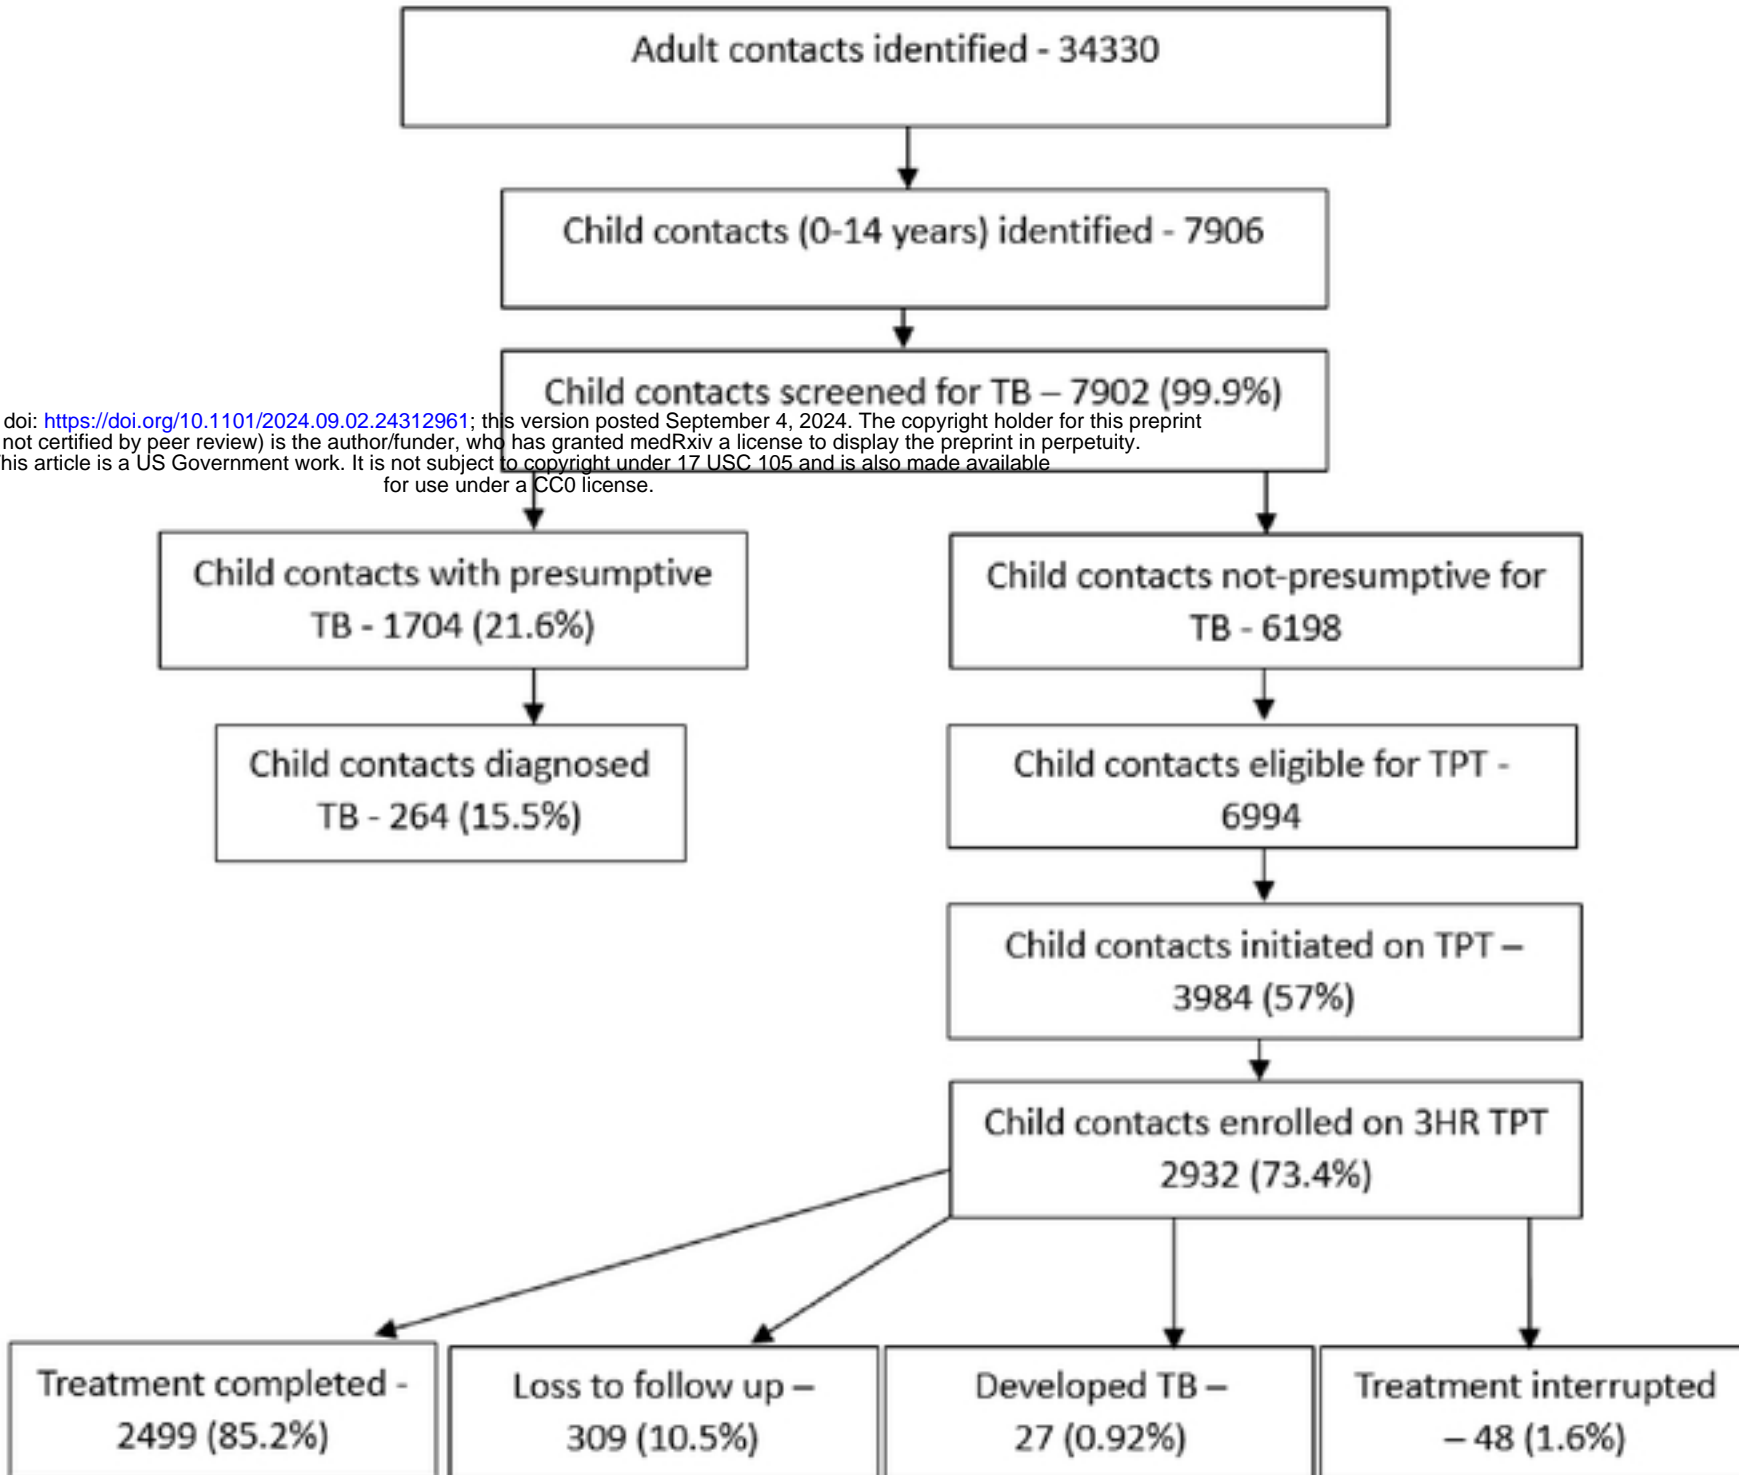 Adult contacts identified - 34330
Child contacts (0-14 years) identified - 7906
Child contacts screened for TB – 7902 (99.9%)
doi: https://doi.org/10.1101/2024.09.02.24312961; this version posted September 4, 2024. The copyright holder for this preprint
not certified by peer review) is the author/funder, who has granted medRxiv a license to display the preprint in perpetuity.
his article is a US Government work. It is not subject to copyright under 17 USC 105 and is also made available
for use under a CC0 license.
Child contacts with presumptive
TB - 1704 (21.6%)
Child contacts not-presumptive for
TB - 6198
Child contacts diagnosed
TB - 264 (15.5%)
Child contacts eligible for TPT -
6994
Child contacts initiated on TPT –
3984 (57%)
Child contacts enrolled on 3HR TPT
2932 (73.4%)
Treatment completed -
2499 (85.2%)
Loss to follow up –
309 (10.5%)
Developed TB –
27 (0.92%)
Treatment interrupted
– 48 (1.6%)